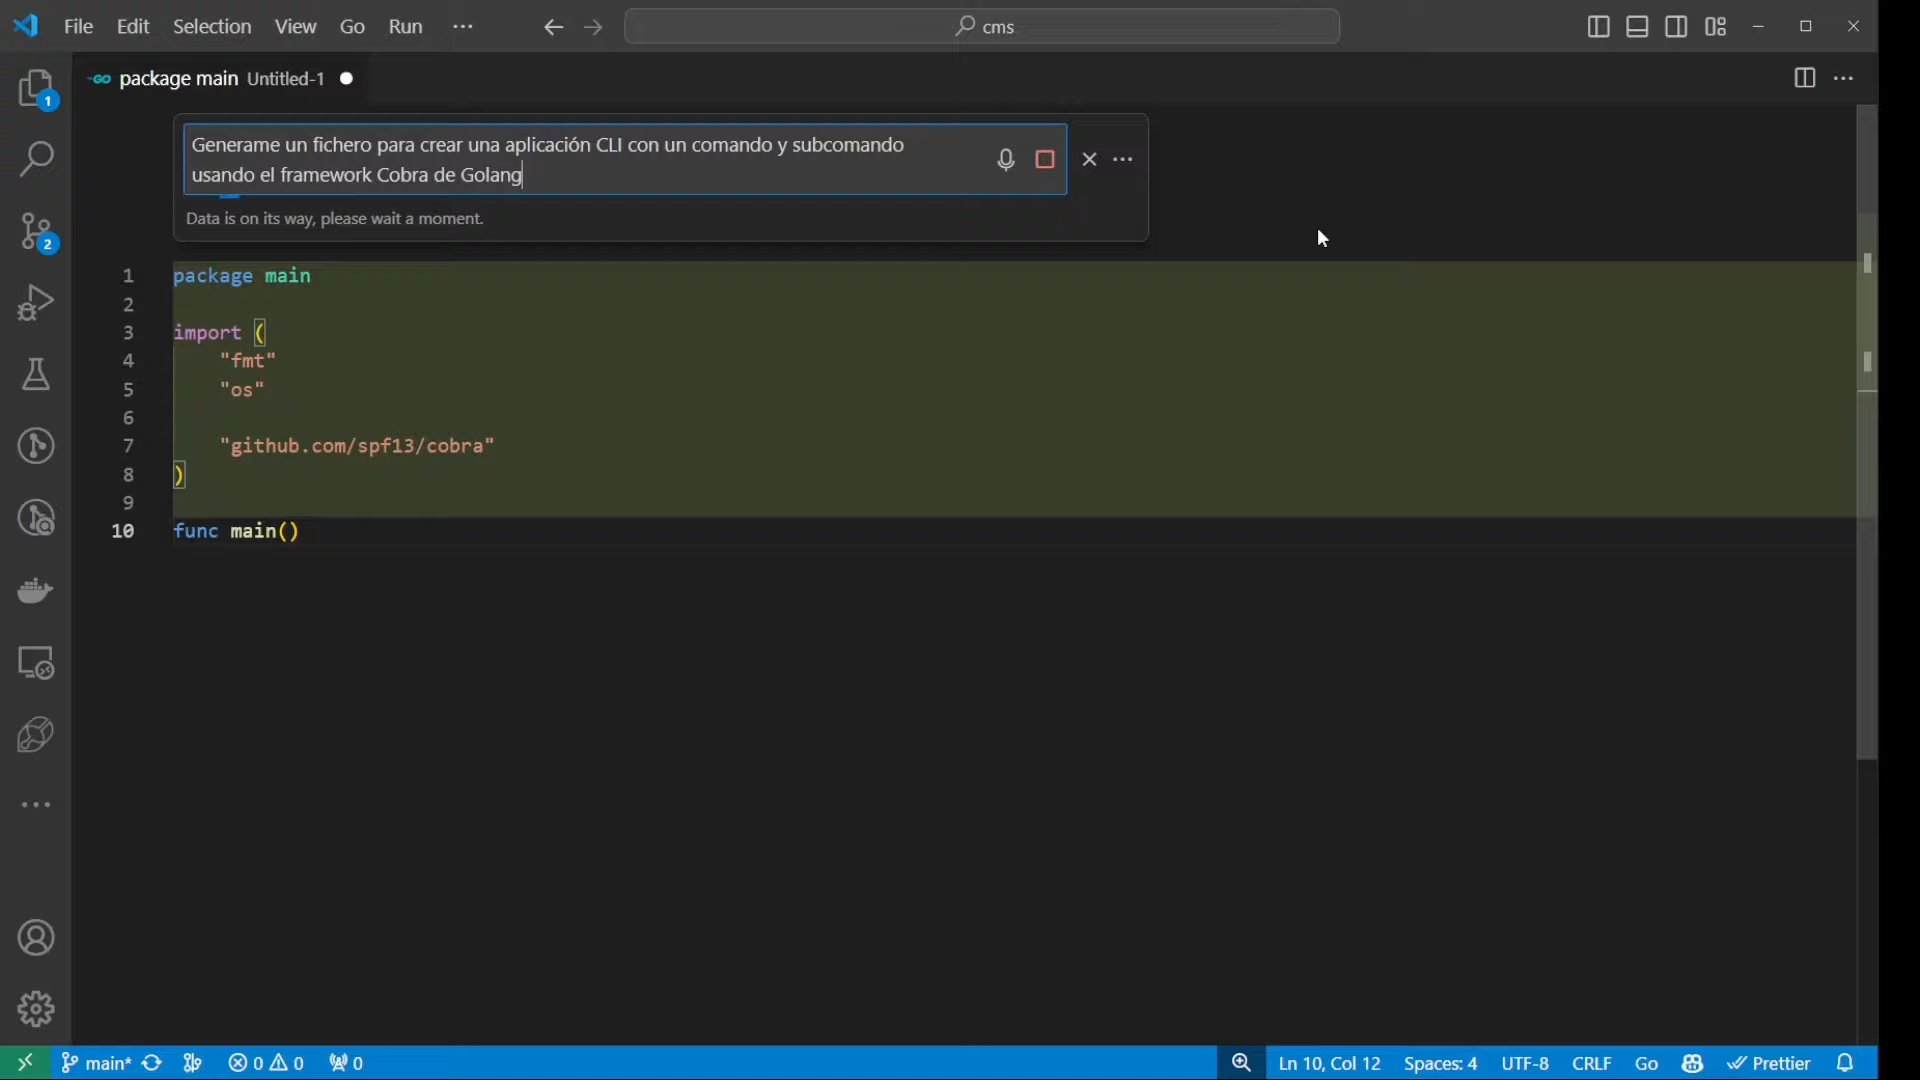 File Edit Selection View Go Run ··· cms
GO package main Untitled-1
1
Generame un fichero para crear una aplicación CLI con un comando y subcomando
usando el framework Cobra de Golang
Data is on its way, please wait a moment.
2
1 package main
2
3 import (
4 "fmt"
5 "os"
6
7 "github.com/spf13/cobra"
8 )
9
10 func main()
main* 0 0 0 Ln 10, Col 12 Spaces: 4 UTF-8 CRLF Go Prettier